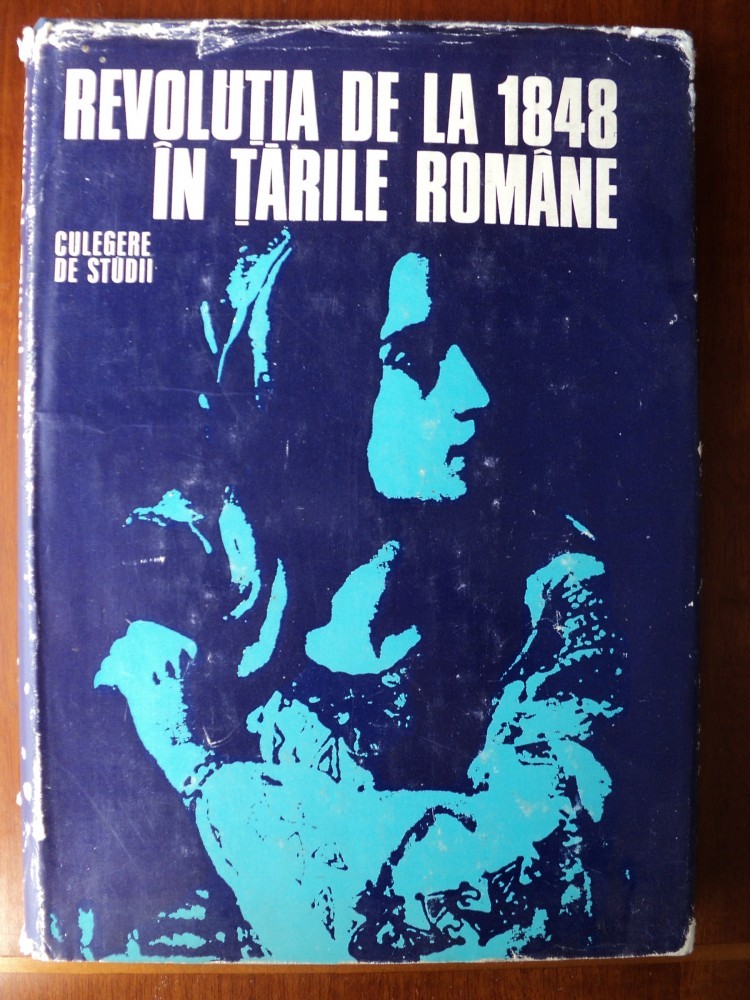 REVOLUȚIA DE LA 1848
ÎN ȚĂRILE ROMÂNE
CULEGERE
DE STUDII